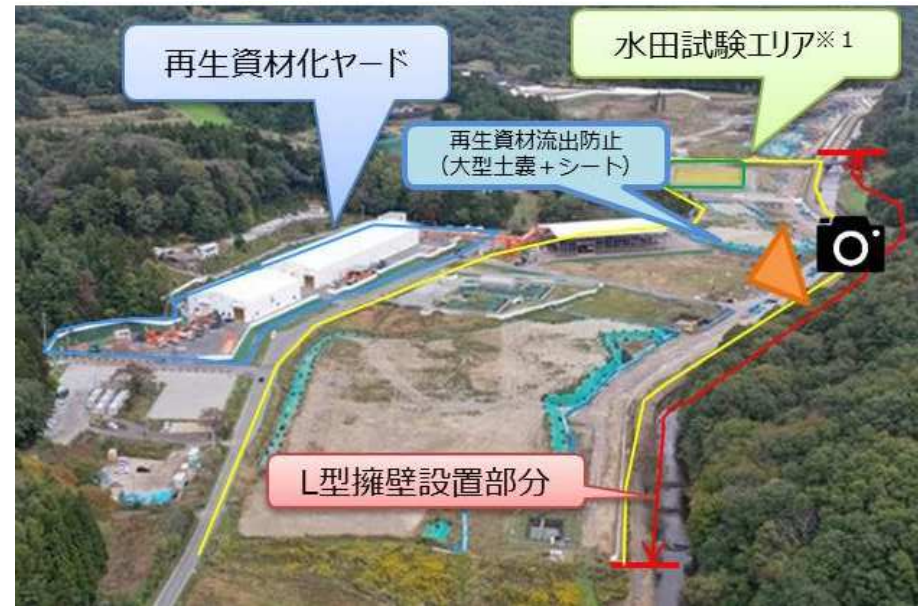 再生資材化ヤード
水田試験エリア※1
再生資材流出防止
（大型土嚢＋シート）
L型擁壁設置部分